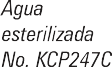 Agua
esterilizada
No. KCP247C